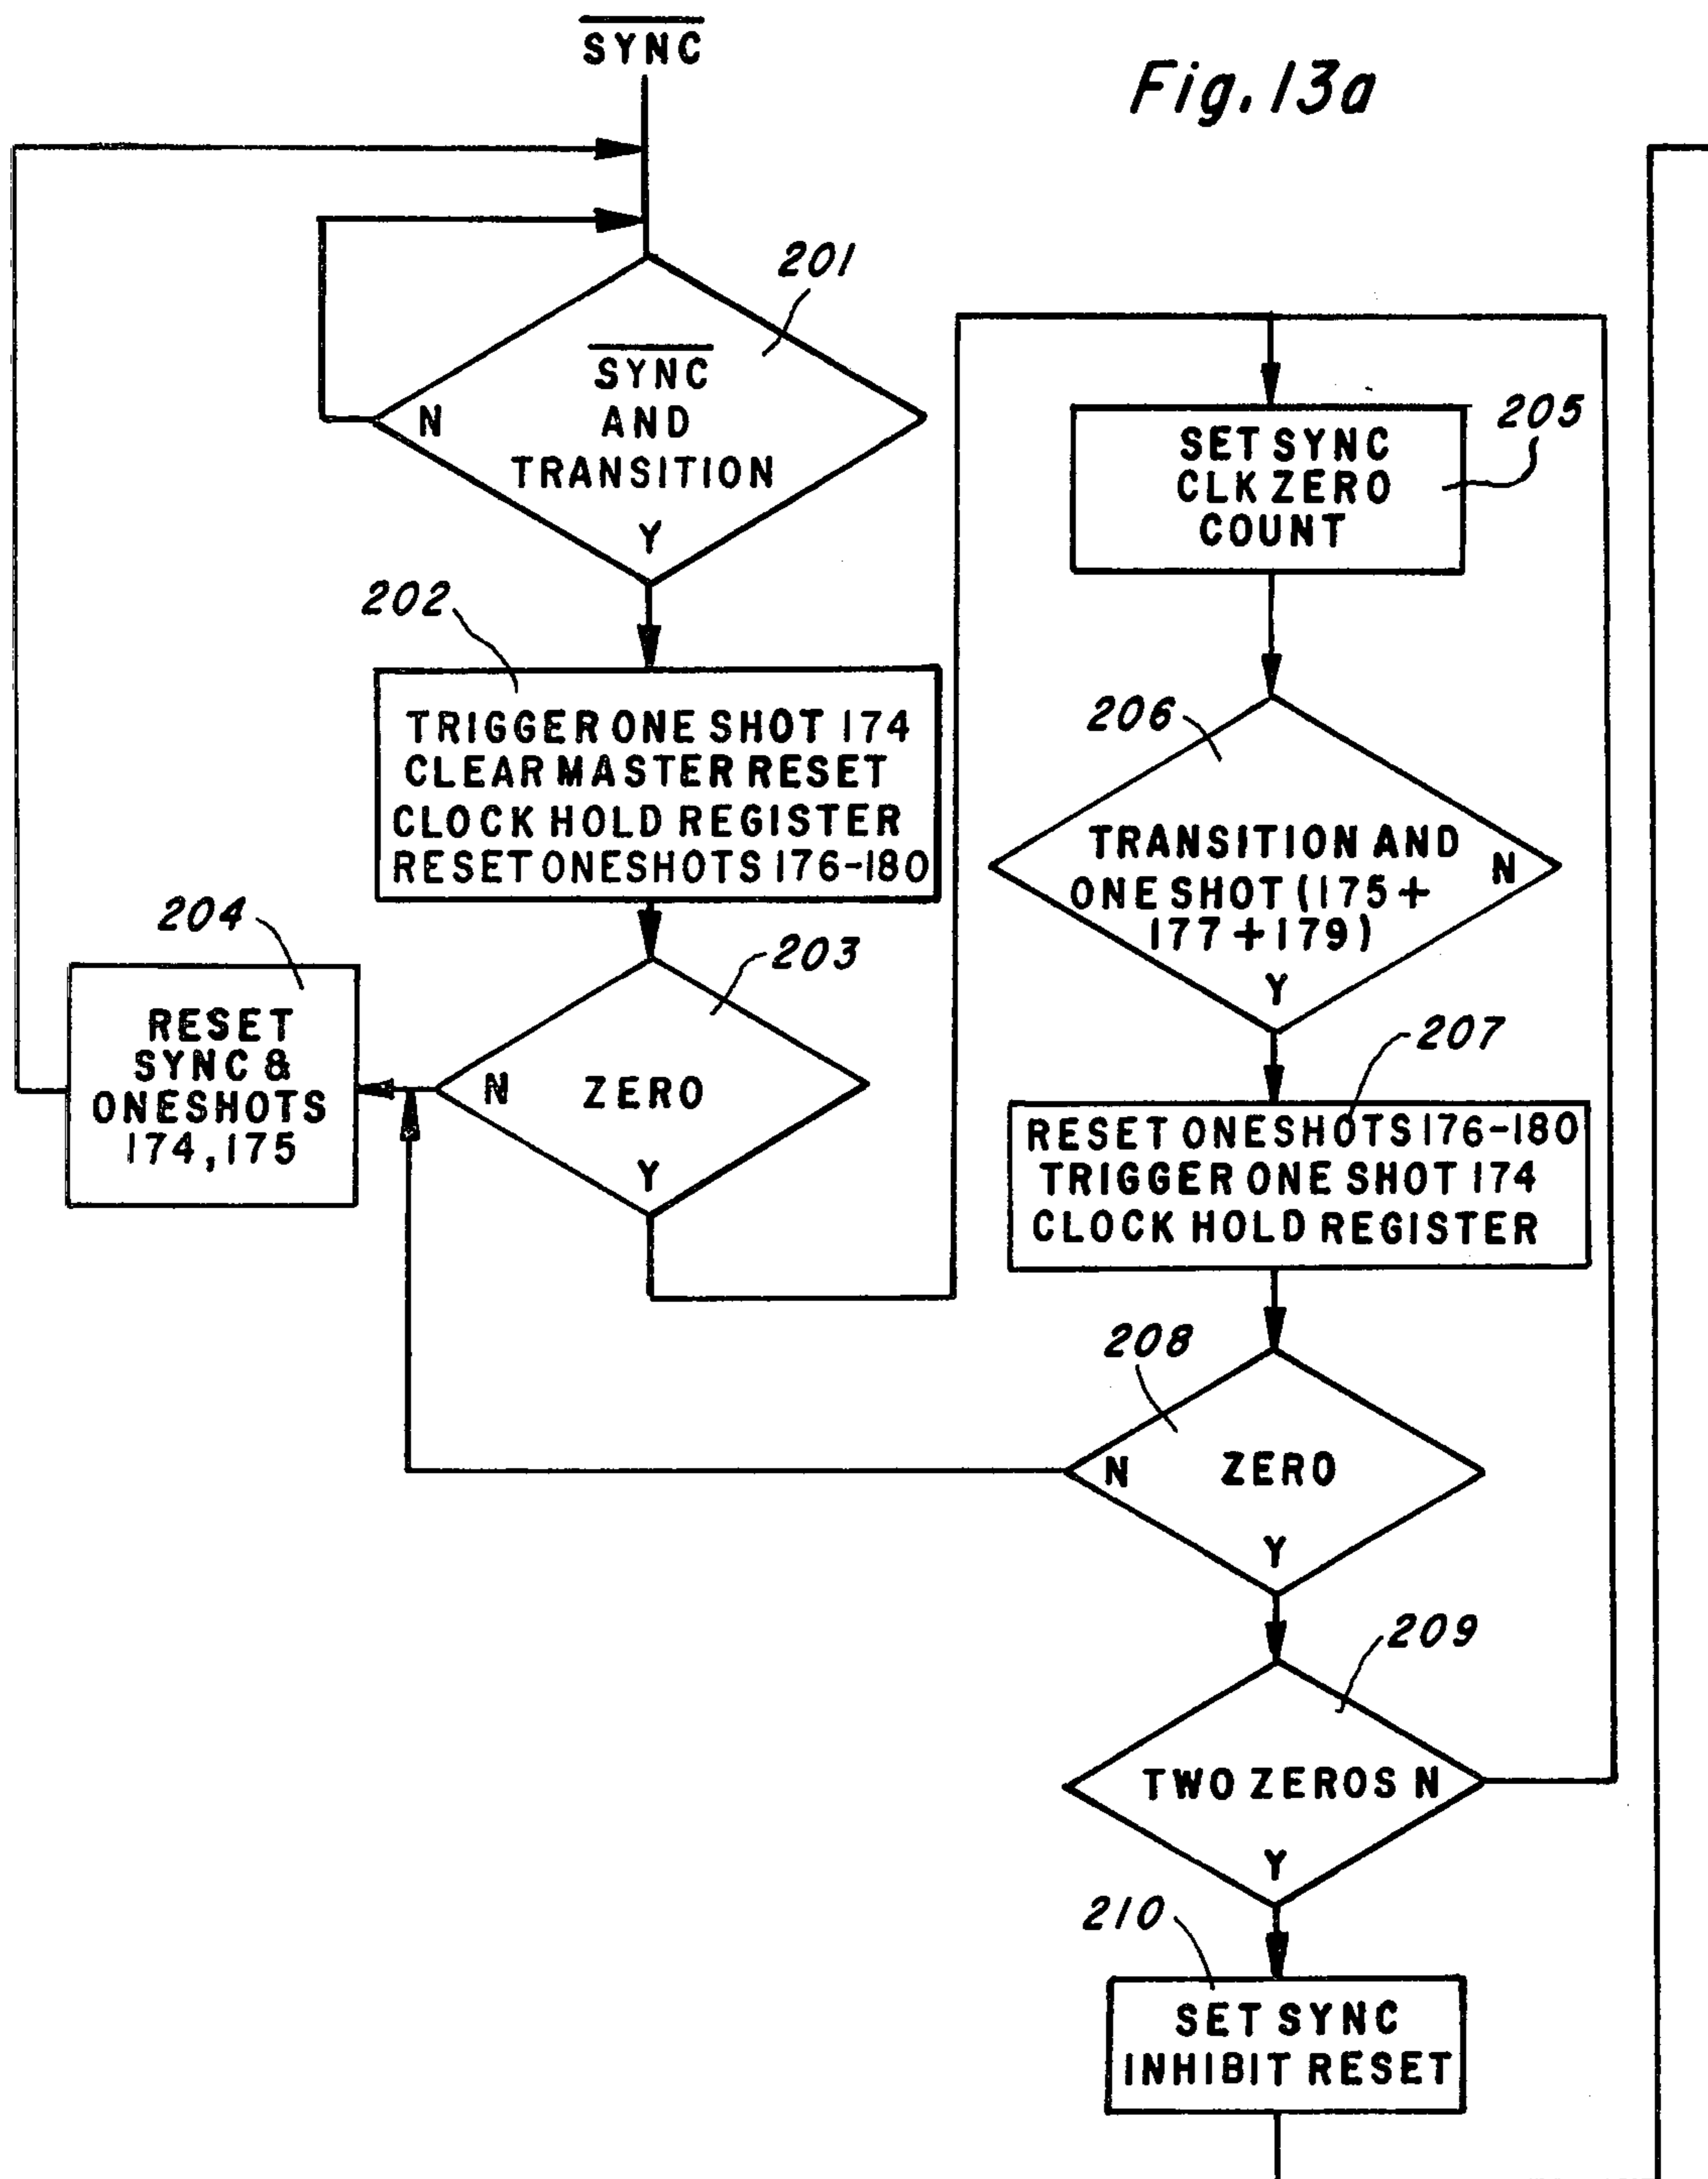 SYNC
Fig. 13a
201
SYNC
AND
TRANSITION
N
Y
202
TRIGGER ONE SHOT 174
CLEAR MASTER RESET
CLOCK HOLD REGISTER
RESET ONESHOTS 176-180
203
ZERO
N
Y
204
RESET
SYNC &
ONESHOTS
174, 175
205
SET SYNC
CLK ZERO
COUNT
206
TRANSITION AND
ONE SHOT (175+
177+179)
N
Y
207
RESET ONESHOTS 176-180
TRIGGER ONE SHOT 174
CLOCK HOLD REGISTER
208
N ZERO
Y
209
TWO ZEROS N
Y
210
SET SYNC
INHIBIT RESET